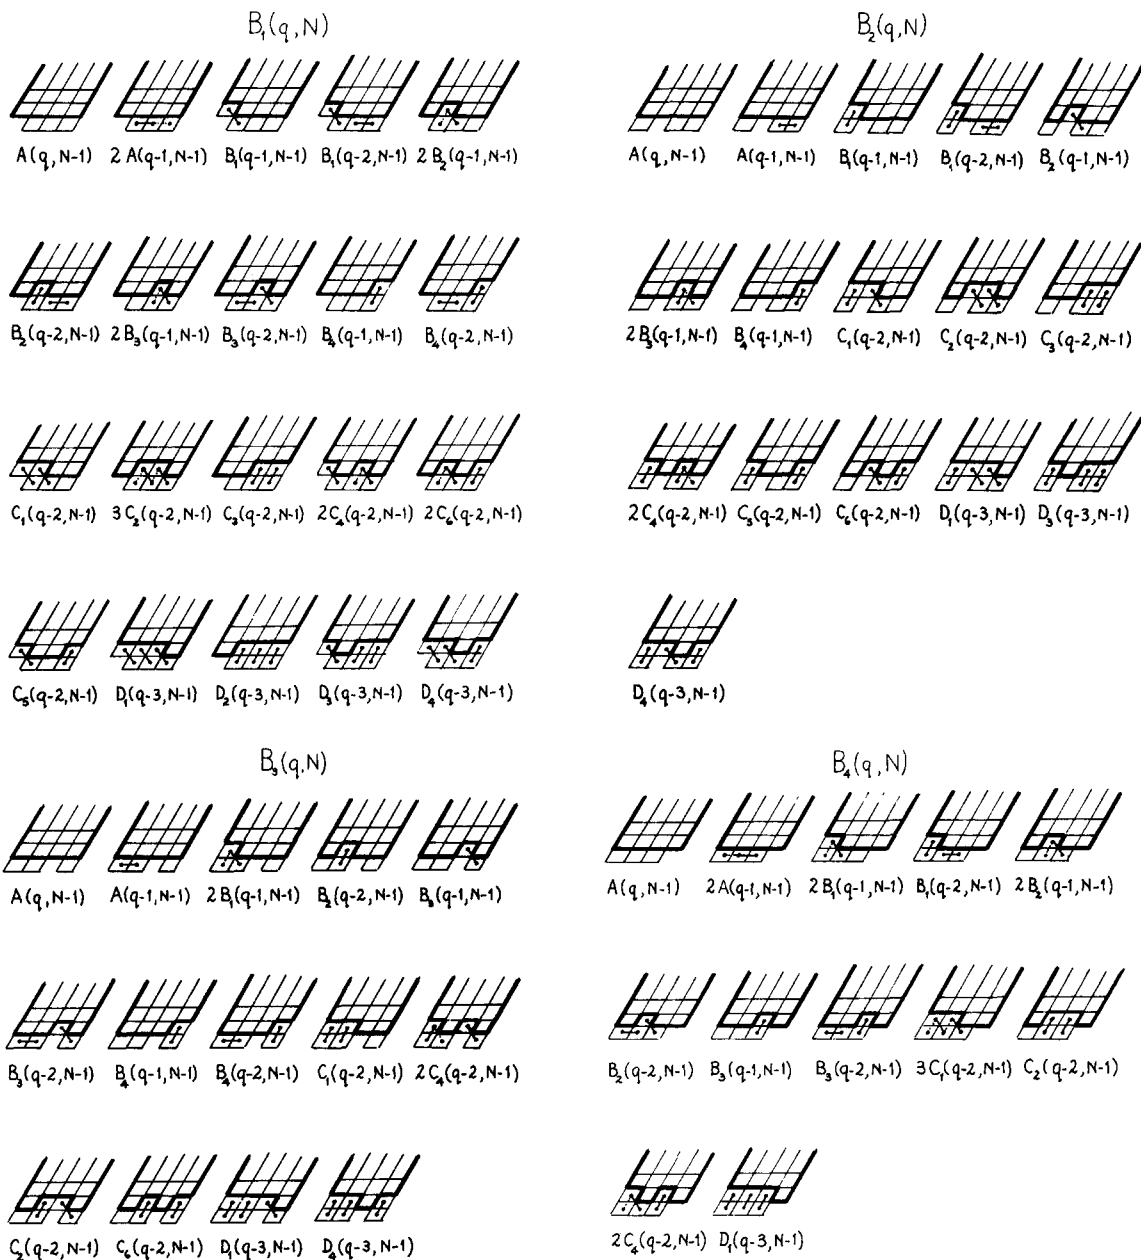 B₁(q,N)
A(q,N-1) 2A(q-1,N-1) B₁(q-1,N-1) B₁(q-2,N-1) 2B₂(q-1,N-1)
B₂(q-2,N-1) 2B₃(q-1,N-1) B₃(q-2,N-1) B₄(q-1,N-1) B₄(q-2,N-1)
C₁(q-2,N-1) 3C₂(q-2,N-1) C₃(q-2,N-1) 2C₄(q-2,N-1) 2C₆(q-2,N-1)
C₅(q-2,N-1) D₁(q-3,N-1) D₂(q-3,N-1) D₃(q-3,N-1) D₄(q-3,N-1)
B₂(q,N)
A(q,N-1) A(q-1,N-1) B₁(q-1,N-1) B₁(q-2,N-1) B₂(q-1,N-1)
2B₃(q-1,N-1) B₄(q-1,N-1) C₁(q-2,N-1) C₂(q-2,N-1) C₃(q-2,N-1)
2C₄(q-2,N-1) C₅(q-2,N-1) C₆(q-2,N-1) D₁(q-3,N-1) D₃(q-3,N-1)
D₄(q-3,N-1)
B₃(q,N)
A(q,N-1) A(q-1,N-1) 2B₁(q-1,N-1) B₂(q-2,N-1) B₃(q-1,N-1)
B₃(q-2,N-1) B₄(q-1,N-1) B₄(q-2,N-1) C₁(q-2,N-1) 2C₄(q-2,N-1)
C₂(q-2,N-1) C₆(q-2,N-1) D₁(q-3,N-1) D₄(q-3,N-1)
B₄(q,N)
A(q,N-1) 2A(q-1,N-1) 2B₁(q-1,N-1) B₁(q-2,N-1) 2B₂(q-1,N-1)
B₂(q-2,N-1) B₃(q-1,N-1) B₃(q-2,N-1) 3C₁(q-2,N-1) C₂(q-2,N-1)
2C₄(q-2,N-1) D₁(q-3,N-1)